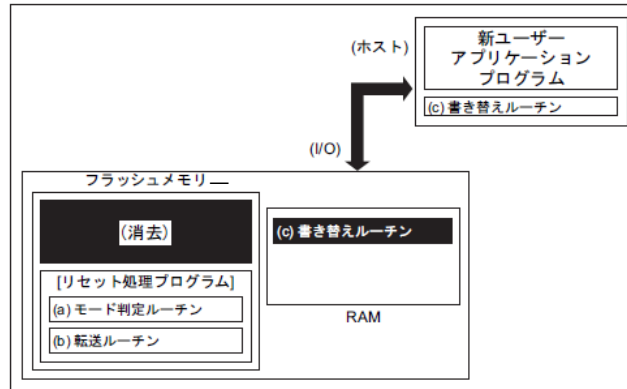 (ホスト)
新ユーザー
アプリケーション
プログラム
(c) 書き替えルーチン
(I/O)
フラッシュメモリ
(消去)
(c) 書き替えルーチン
[リセット処理プログラム]
(a) モード判定ルーチン
(b) 転送ルーチン
RAM